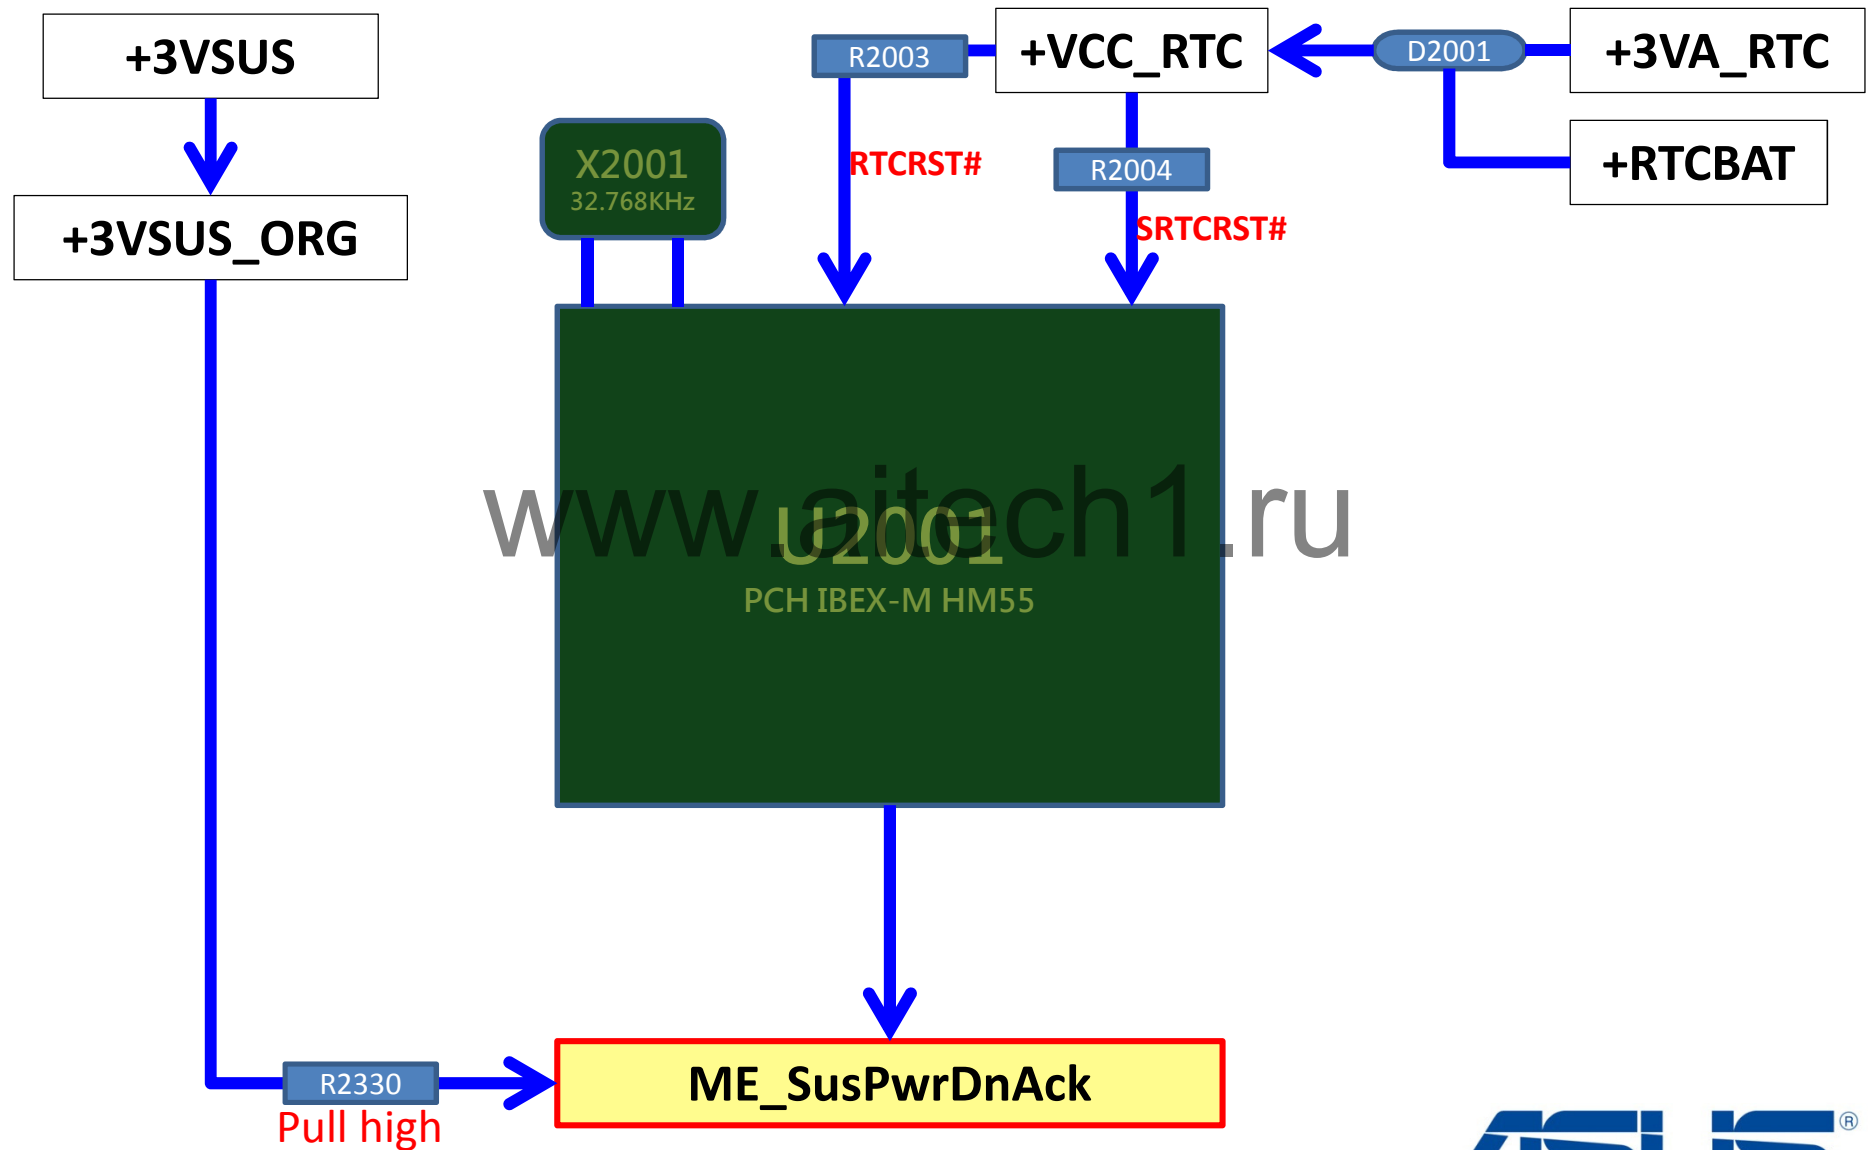 +3VSUS
R2003
+VCC_RTC
D2001
+3VA_RTC
X2001
32.768KHz
RTCRST#
R2004
+RTCBAT
+3VSUS_ORG
SRTCRST#
www.aitech1.ru
U2001
PCH IBEX-M HM55
R2330
ME_SusPwrDnAck
Pull high
ASUS®